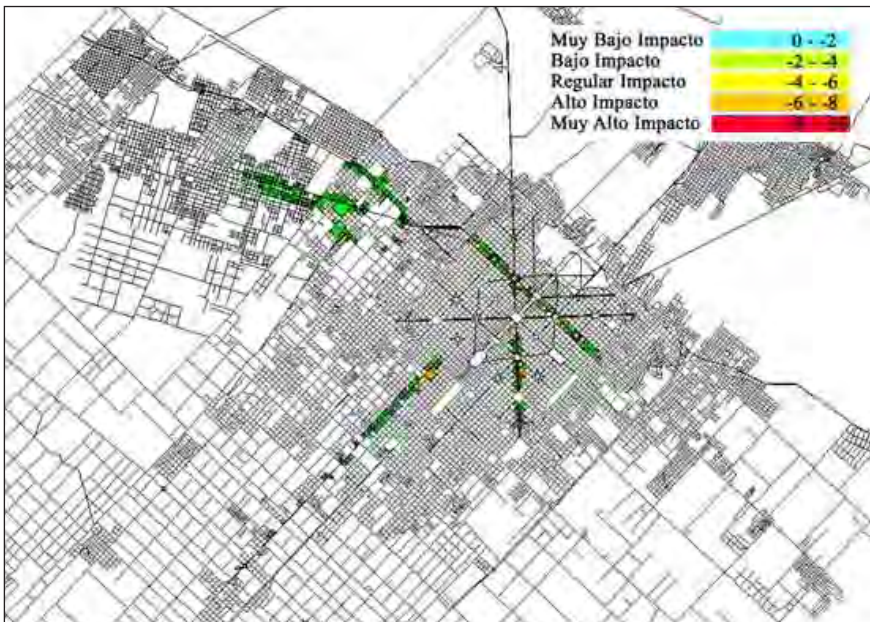 Muy Bajo Impacto 0 - -2
Bajo Impacto -2 - -4
Regular Impacto -4 - -6
Alto Impacto -6 - -8
Muy Alto Impacto